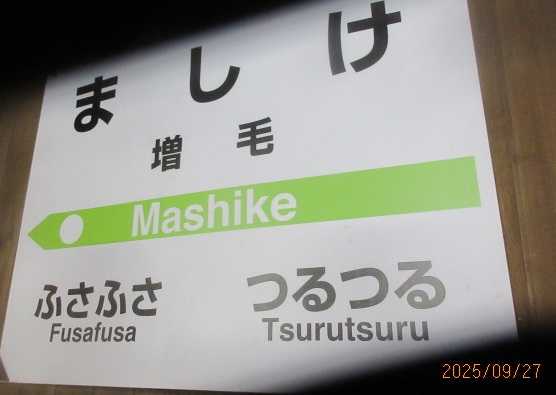 ましけ
増毛
Mashike
ふさふさ つるつる
Fusafusa Tsurutsuru
2025/09/27